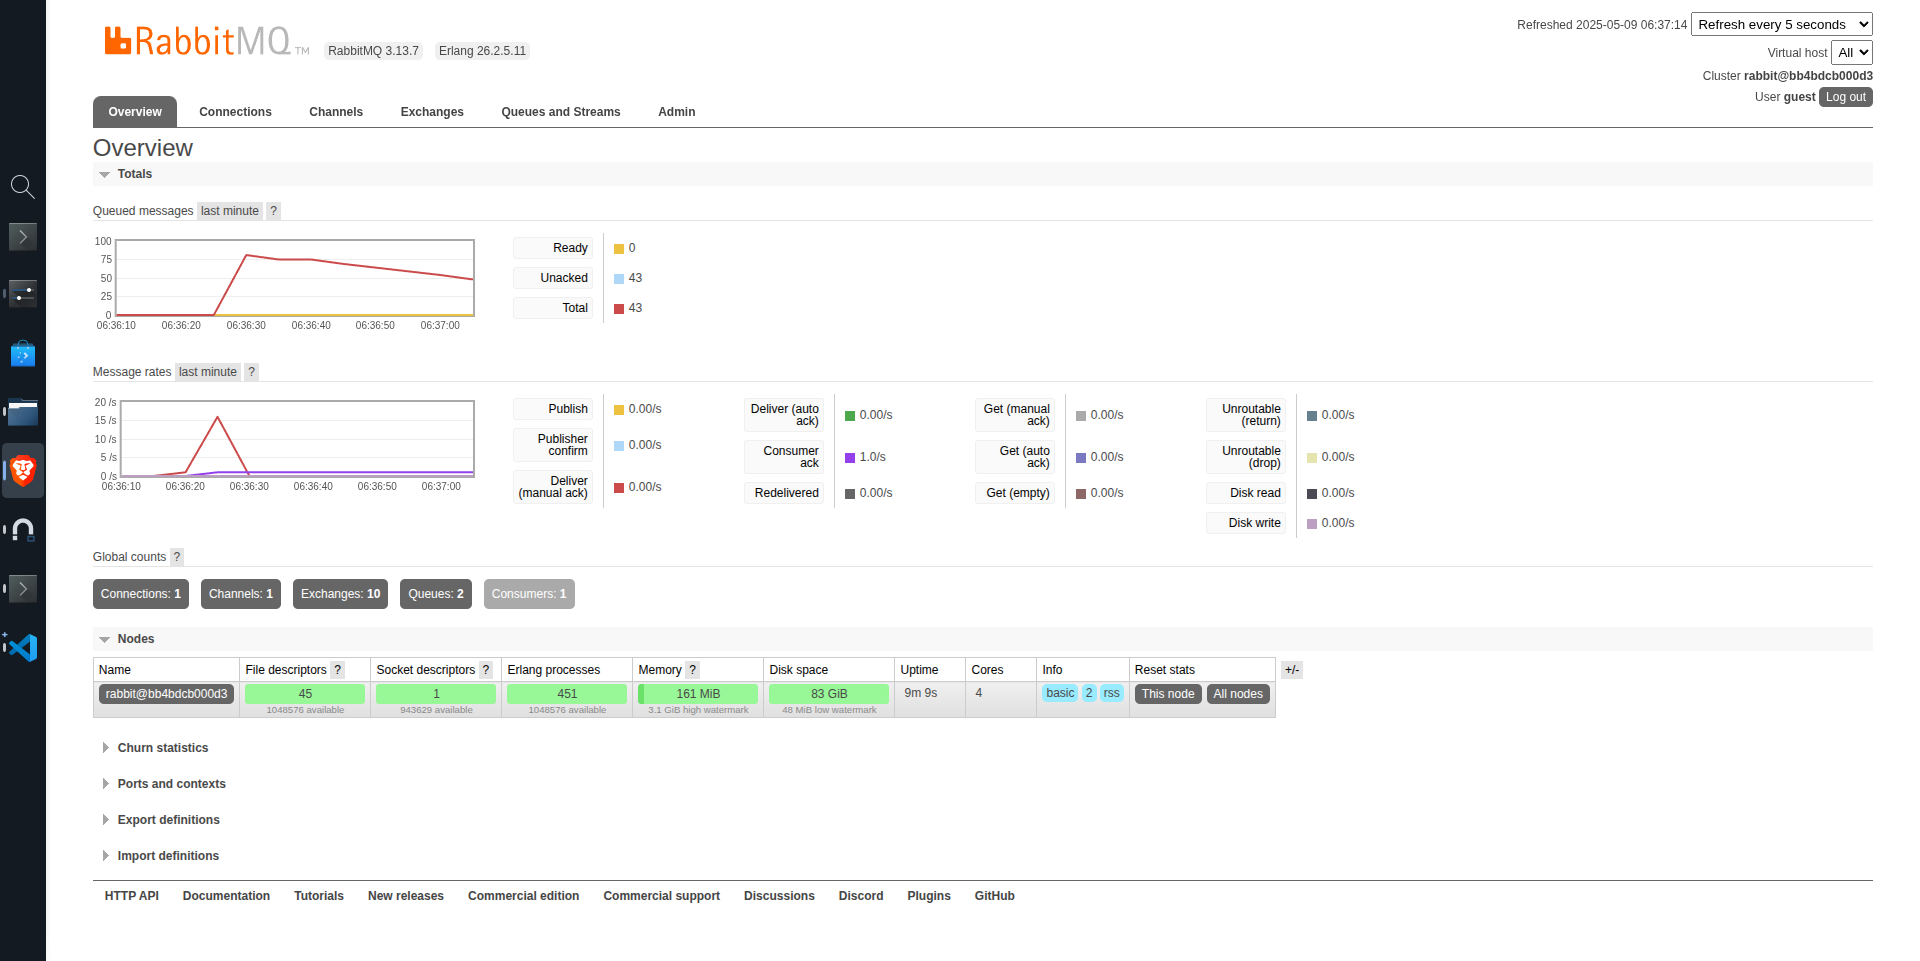 RabbitMQ TM RabbitMQ 3.13.7 Erlang 26.2.5.11
Refreshed 2025-05-09 06:37:14 Refresh every 5 seconds
Virtual host All
Cluster rabbit@bb4bdcb000d3
User guest Log out
Overview Connections Channels Exchanges Queues and Streams Admin
Overview
Totals
Queued messages last minute ?
100
75
50
25
0
06:36:10 06:36:20 06:36:30 06:36:40 06:36:50 06:37:00
Ready 0
Unacked 43
Total 43
Message rates last minute ?
20 /s
15 /s
10 /s
5 /s
0 /s
06:36:10 06:36:20 06:36:30 06:36:40 06:36:50 06:37:00
Publish 0.00/s
Publisher
confirm 0.00/s
Deliver
(manual ack) 0.00/s
Deliver (auto
ack) 0.00/s
Consumer
ack 1.0/s
Redelivered 0.00/s
Get (manual
ack) 0.00/s
Get (auto
ack) 0.00/s
Get (empty) 0.00/s
Unroutable
(return) 0.00/s
Unroutable
(drop) 0.00/s
Disk read 0.00/s
Disk write 0.00/s
Global counts ?
Connections: 1 Channels: 1 Exchanges: 10 Queues: 2 Consumers: 1
Nodes
Name File descriptors ? Socket descriptors ? Erlang processes Memory ? Disk space Uptime Cores Info Reset stats +/-
rabbit@bb4bdcb000d3 45 1 451 161 MiB 83 GiB 9m 9s 4 basic 2 rss This node All nodes
1048576 available 943629 available 1048576 available 3.1 GiB high watermark 48 MiB low watermark
Churn statistics
Ports and contexts
Export definitions
Import definitions
HTTP API Documentation Tutorials New releases Commercial edition Commercial support Discussions Discord Plugins GitHub